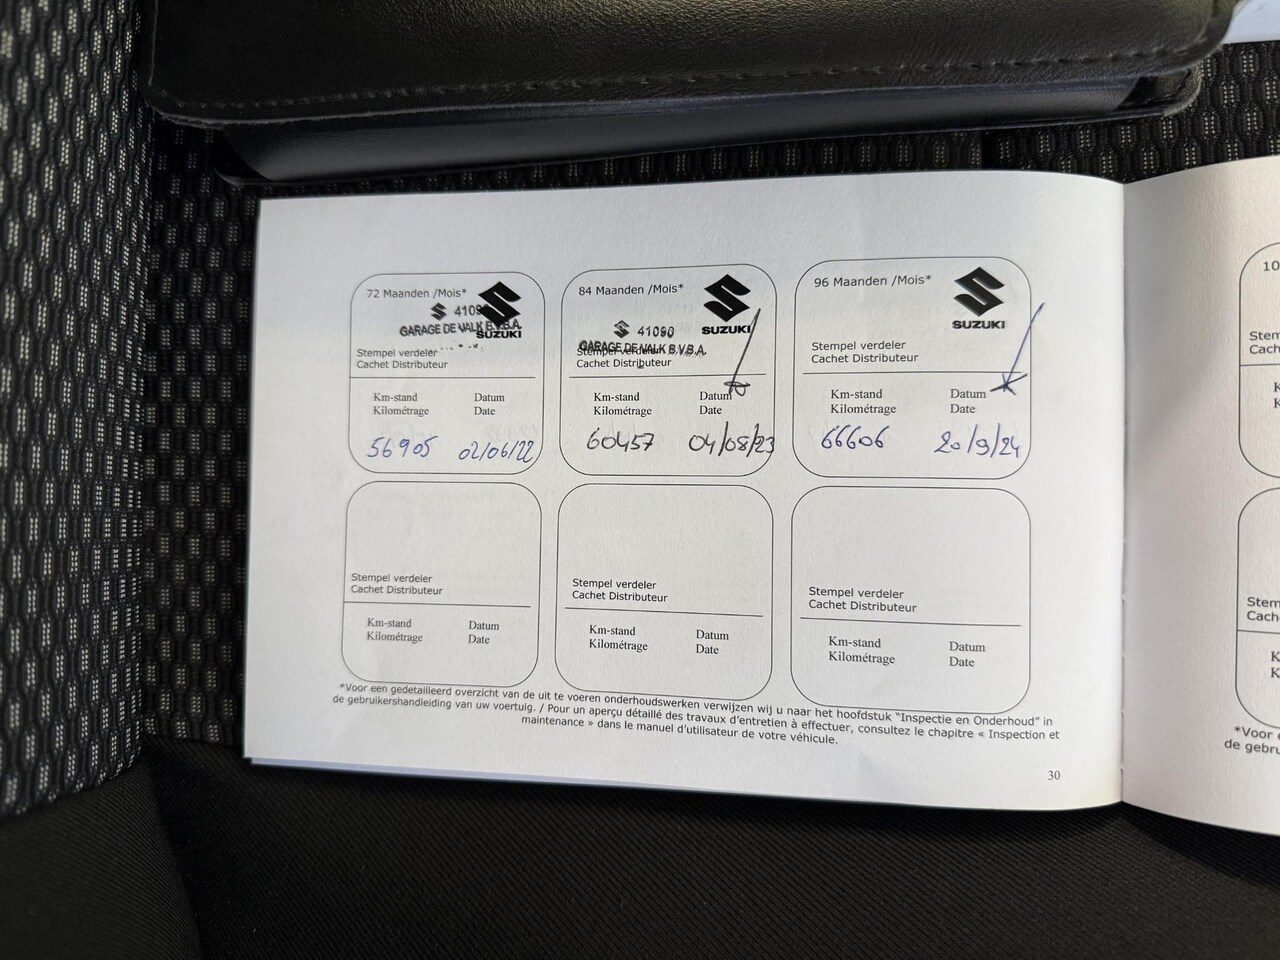 72 Maanden /Mois*
41090
GARAGE DE VALK B.V.B.A.
SUZUKI
Stempel verdeler
Cachet Distributeur
Km-stand Datum
Kilométrage Date
56905 02/06/22
84 Maanden /Mois*
SUZUKI
41090
GARAGE DE VALK B.V.B.A.
Stempel verdeler
Cachet Distributeur
Km-stand Datum
Kilométrage Date
60457 04/08/23
96 Maanden /Mois*
SUZUKI
Stempel verdeler
Cachet Distributeur
Km-stand Datum
Kilométrage Date
66606 20/9/24
Stempel verdeler
Cachet Distributeur
Km-stand Datum
Kilométrage Date
Stempel verdeler
Cachet Distributeur
Km-stand Datum
Kilométrage Date
Stempel verdeler
Cachet Distributeur
Km-stand Datum
Kilométrage Date
*Voor een gedetailleerd overzicht van de uit te voeren onderhoudswerken verwijzen wij u naar het hoofdstuk “Inspectie en Onderhoud” in
de gebruikershandleiding van uw voertuig. / Pour un aperçu détaillé des travaux d’entretien à effectuer, consultez le chapitre « Inspection et
maintenance » dans le manuel d’utilisateur de votre véhicule.
30
10
*Voor
de